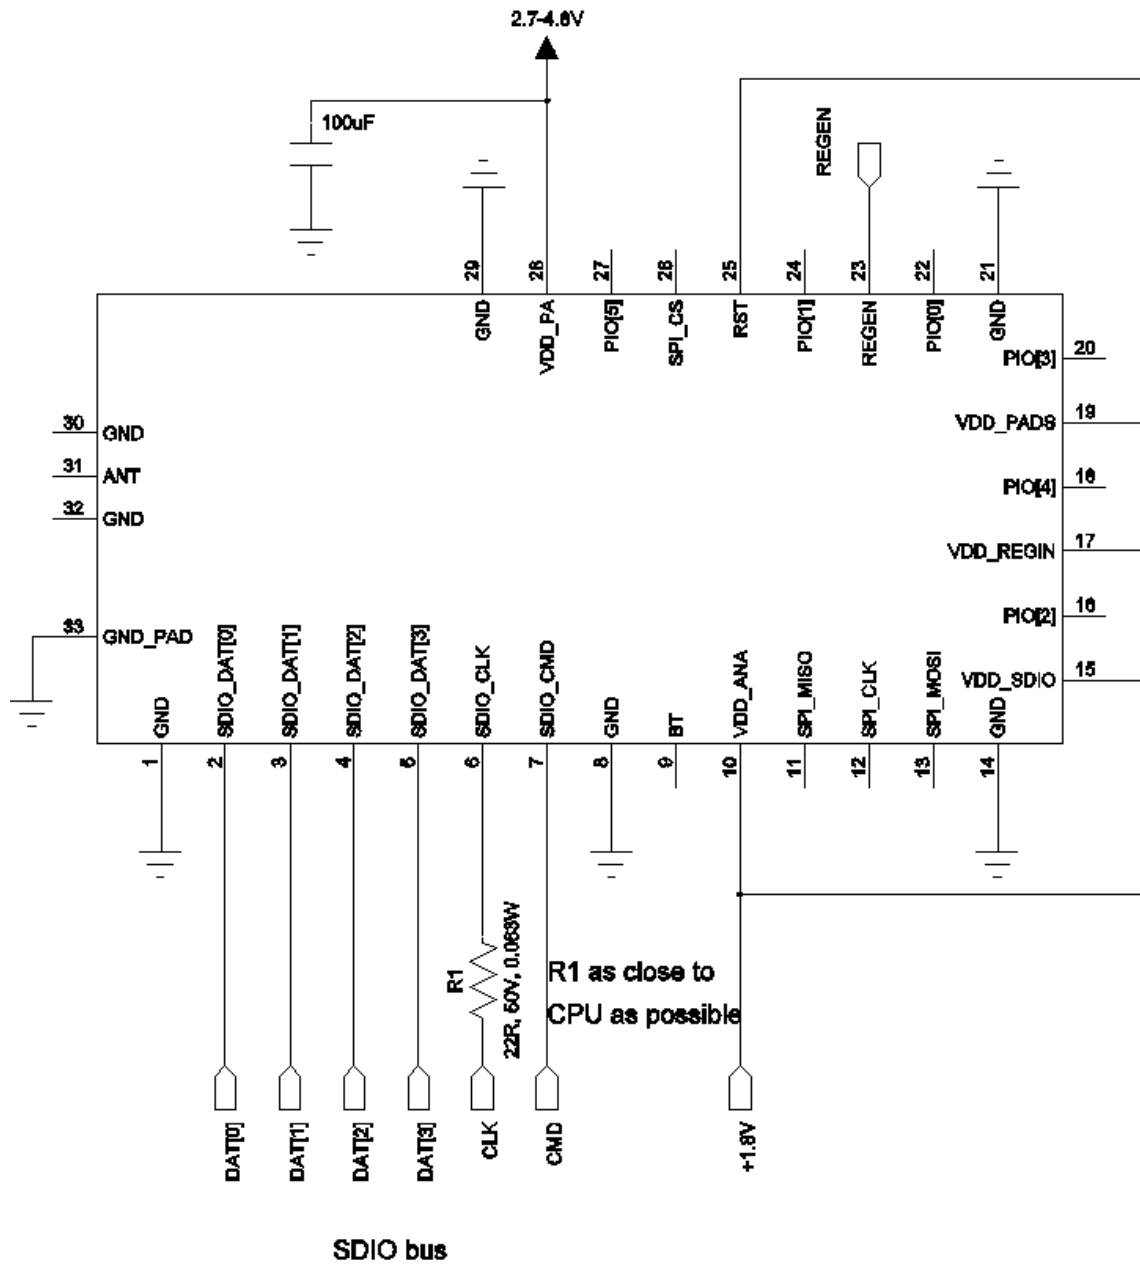 2.7-4.8V
100uF
REGEN
29
28
27
26
25
24
23
22
21
GND
VDD_PA
PIO[5]
SPI_CS
RST
PIO[1]
REGEN
PIO[0]
GND
PIO[3]
20
VDD_PADS
19
PIO[4]
18
VDD_REGIN
17
PIO[2]
16
VDD_SDIO
15
30
GND
31
ANT
32
GND
33
GND_PAD
GND
SDIO_DAT[0]
SDIO_DAT[1]
SDIO_DAT[2]
SDIO_DAT[3]
SDIO_CLK
SDIO_CMD
GND
BT
VDD_ANA
SPI_MISO
SPI_CLK
SPI_MOSI
GND
1
2
3
4
5
6
7
8
9
10
11
12
13
14
R1
22R, 50V, 0.063W
R1 as close to
CPU as possible
DAT[0]
DAT[1]
DAT[2]
DAT[3]
CLK
CMD
+1.8V
SDIO bus